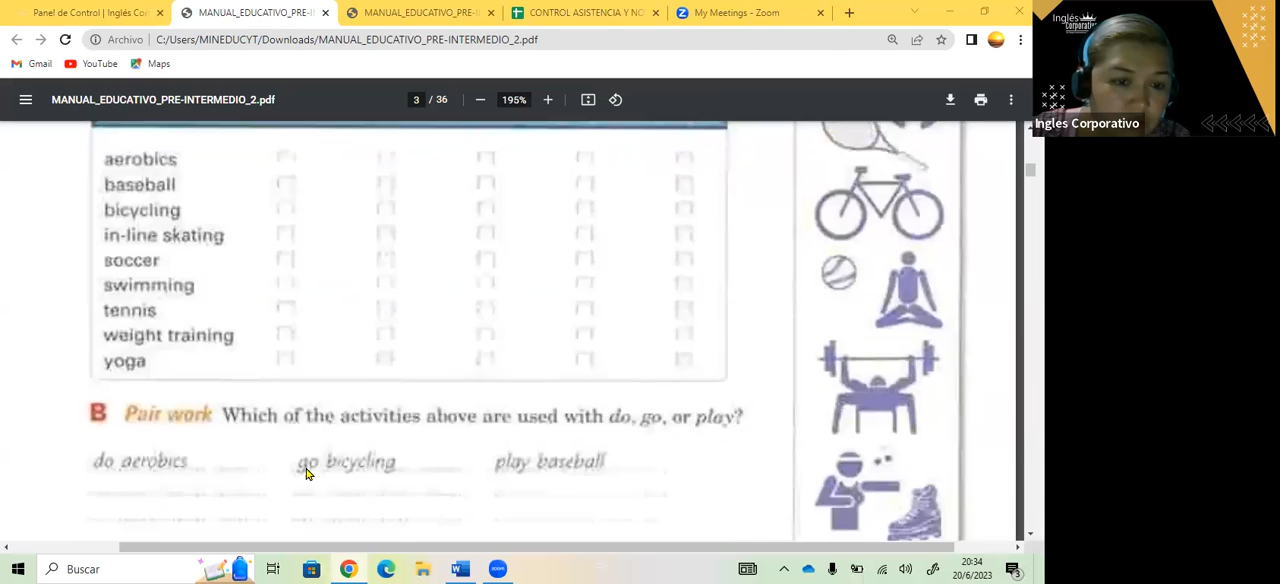 Panel de Control | Inglés Cor
MANUAL_EDUCATIVO_PRE-I
MANUAL_EDUCATIVO_PRE-I
CONTROL ASISTENCIA Y NO
My Meetings - Zoom
Archivo C:/Users/MINEDUCYT/Downloads/MANUAL_EDUCATIVO_PRE-INTERMEDIO_2.pdf
Gmail YouTube Maps
MANUAL_EDUCATIVO_PRE-INTERMEDIO_2.pdf 3 / 36 195%
Inglés
Corporativo
Ingles Corporativo
aerobics
baseball
bicycling
in-line skating
soccer
swimming
tennis
weight training
yoga
B Pair work Which of the activities above are used with do, go, or play?
do aerobics go bicycling play baseball
Buscar
20:34
20/6/2023
3